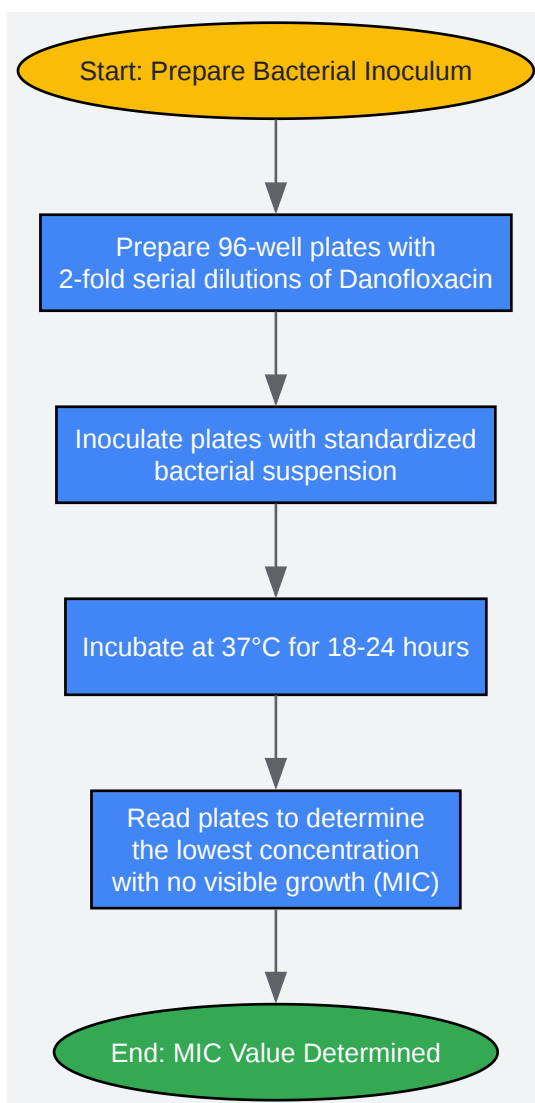 Start: Prepare Bacterial Inoculum
Prepare 96-well plates with
2-fold serial dilutions of Danofloxacin
Inoculate plates with standardized
bacterial suspension
Incubate at 37°C for 18-24 hours
Read plates to determine
the lowest concentration
with no visible growth (MIC)
End: MIC Value Determined